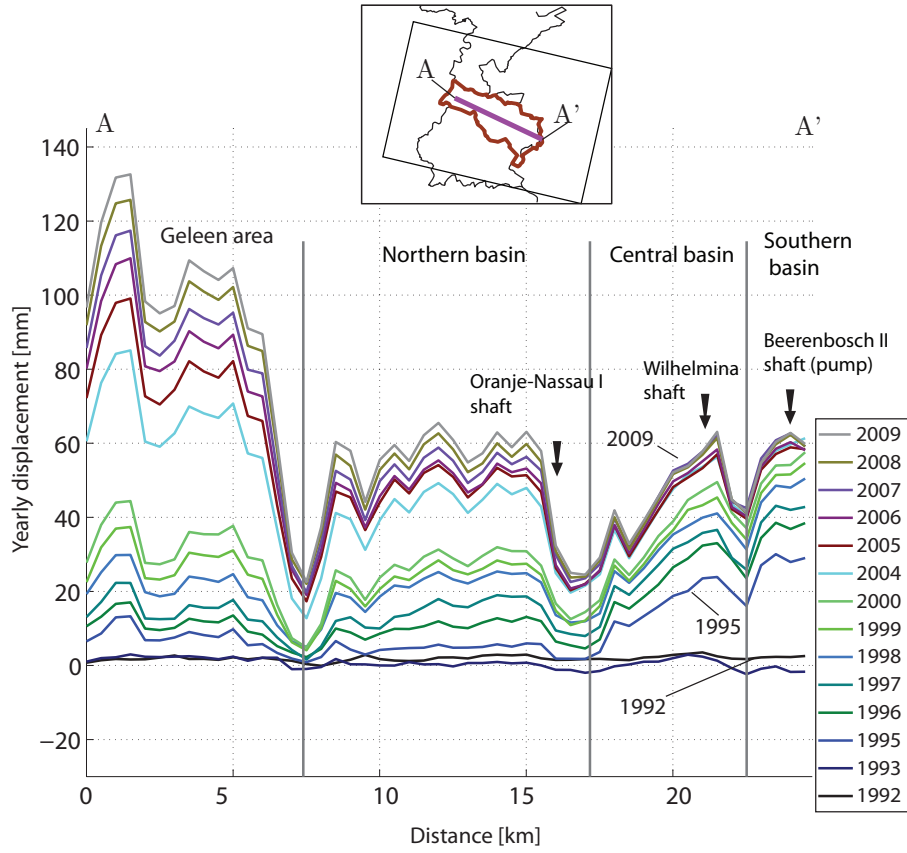 A
A'
A
A'
140
120
100
80
60
40
20
0
−20
Yearly displacement [mm]
Geleen area
Northern basin
Central basin
Southern
basin
Oranje-Nassau I
shaft
Wilhelmina
shaft
Beerenbosch II
shaft (pump)
2009
1995
1992
2009
2008
2007
2006
2005
2004
2000
1999
1998
1997
1996
1995
1993
1992
0
5
10
15
20
Distance [km]